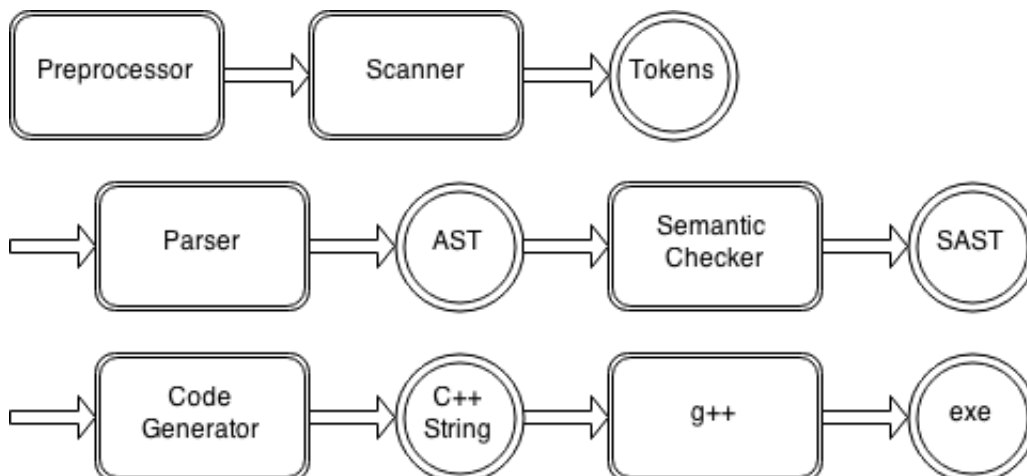 Preprocessor
Scanner
Tokens
Parser
AST
Semantic
Checker
SAST
Code
Generator
C++
String
g++
exe